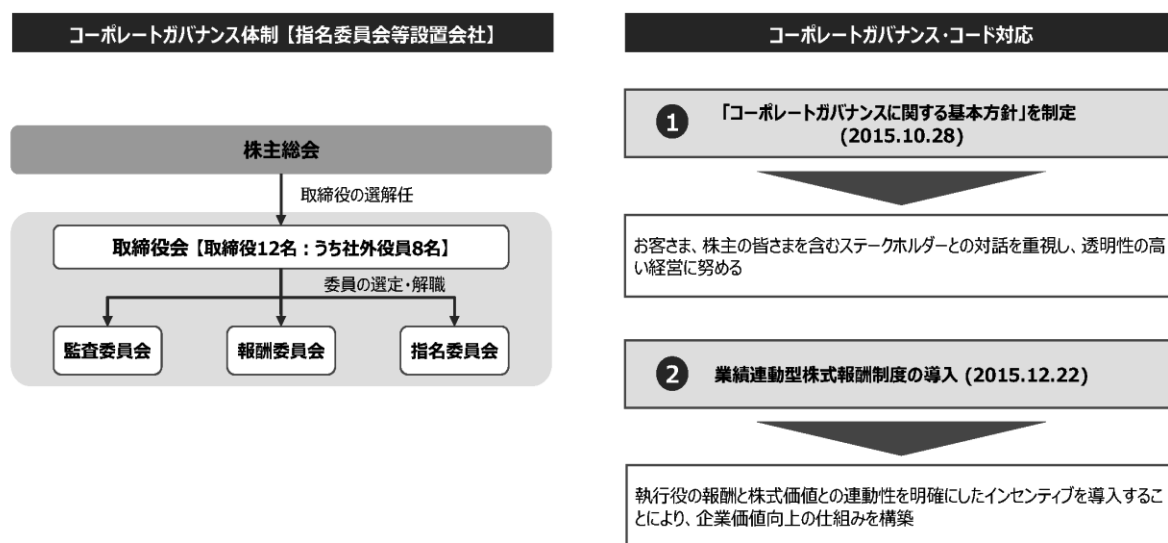 コーポレートガバナンス体制【指名委員会等設置会社】
株主総会
取締役の選解任
取締役会【取締役12名：うち社外役員8名】
委員の選定・解職
監査委員会
報酬委員会
指名委員会
コーポレートガバナンス・コード対応
1
「コーポレートガバナンスに関する基本方針」を制定
(2015.10.28)
お客さま、株主の皆さまを含むステークホルダーとの対話を重視し、透明性の高
い経営に努める
2
業績連動型株式報酬制度の導入 (2015.12.22)
執行役の報酬と株式価値との連動性を明確にしたインセンティブを導入するこ
とにより、企業価値向上の仕組みを構築